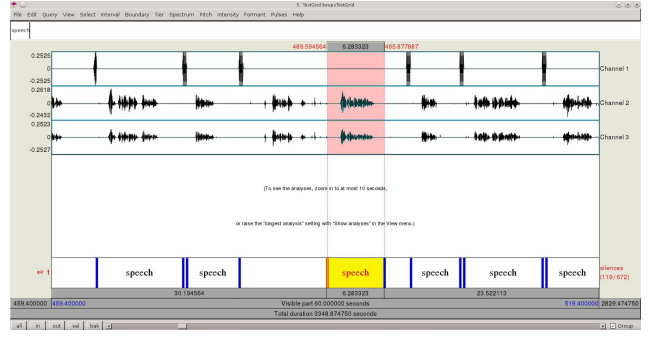 5. TextGrid beepsTextGrid
File Edit Query View Select Interval Boundary Tier Spectrum Pitch Intensity Formant Pulses Help
speech
489.594564 6.283323 495.877887
0.2525
0
-0.2525
Channel 1
0.2618
0
-0.2432
Channel 2
0.2523
0
-0.2527
Channel 3
(To see the analyses, zoom in to at most 10 seconds,
or raise the "longest analysis" setting with "Show analyses" in the View menu.)
1 speech speech speech speech speech speech silences
(119/672)
30.194564 6.283323 23.522113
459.400000 459.400000 Visible part 60.000000 seconds 519.400000 2829.474750
Total duration 3348.874750 seconds
all in out sel bak Group